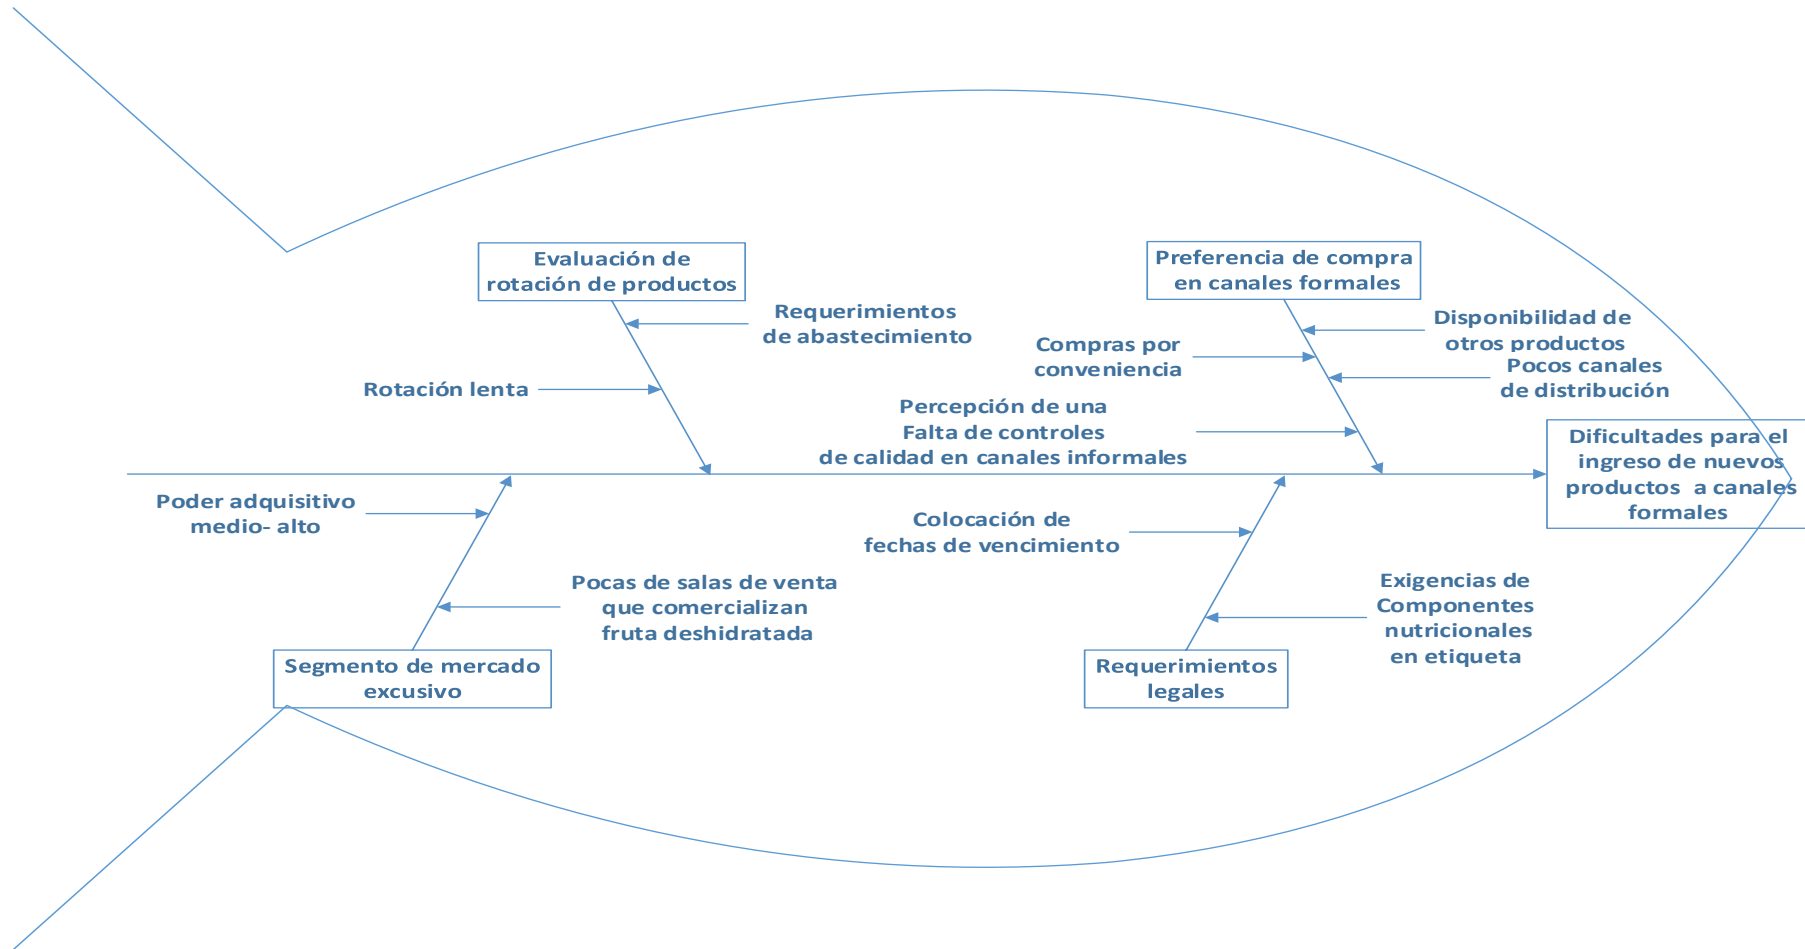 Evaluación de
rotación de productos
Preferencia de compra
en canales formales
Requerimientos
de abastecimiento
Disponibilidad de
otros productos
Compras por
conveniencia
Pocos canales
de distribución
Rotación lenta
Percepción de una
Falta de controles
de calidad en canales informales
Dificultades para el
ingreso de nuevos
productos  a canales
formales
Poder adquisitivo
medio- alto
Colocación de
fechas de vencimiento
Pocas de salas de venta
que comercializan
fruta deshidratada
Exigencias de
Componentes
nutricionales
en etiqueta
Segmento de mercado
excusivo
Requerimientos
legales